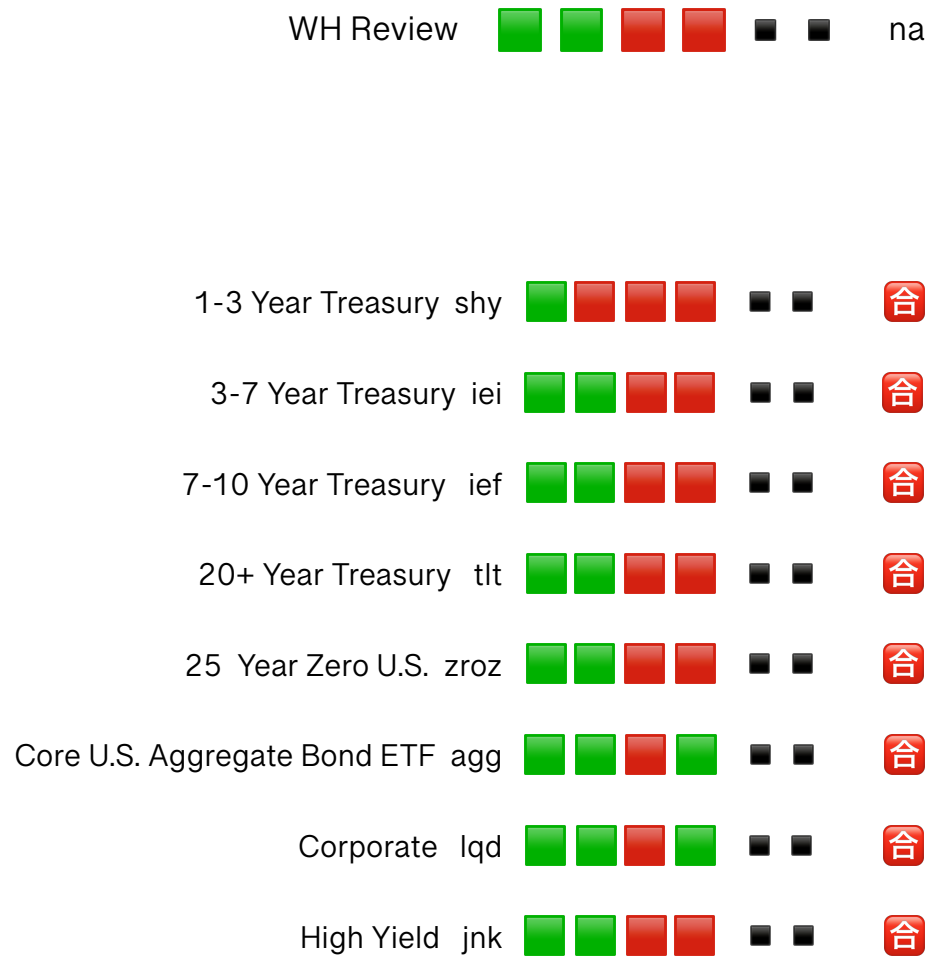 WH Review na
1-3 Year Treasury shy 合
3-7 Year Treasury iei 合
7-10 Year Treasury ief 合
20+ Year Treasury tlt 合
25 Year Zero U.S. zroz 合
Core U.S. Aggregate Bond ETF agg 合
Corporate lqd 合
High Yield jnk 合